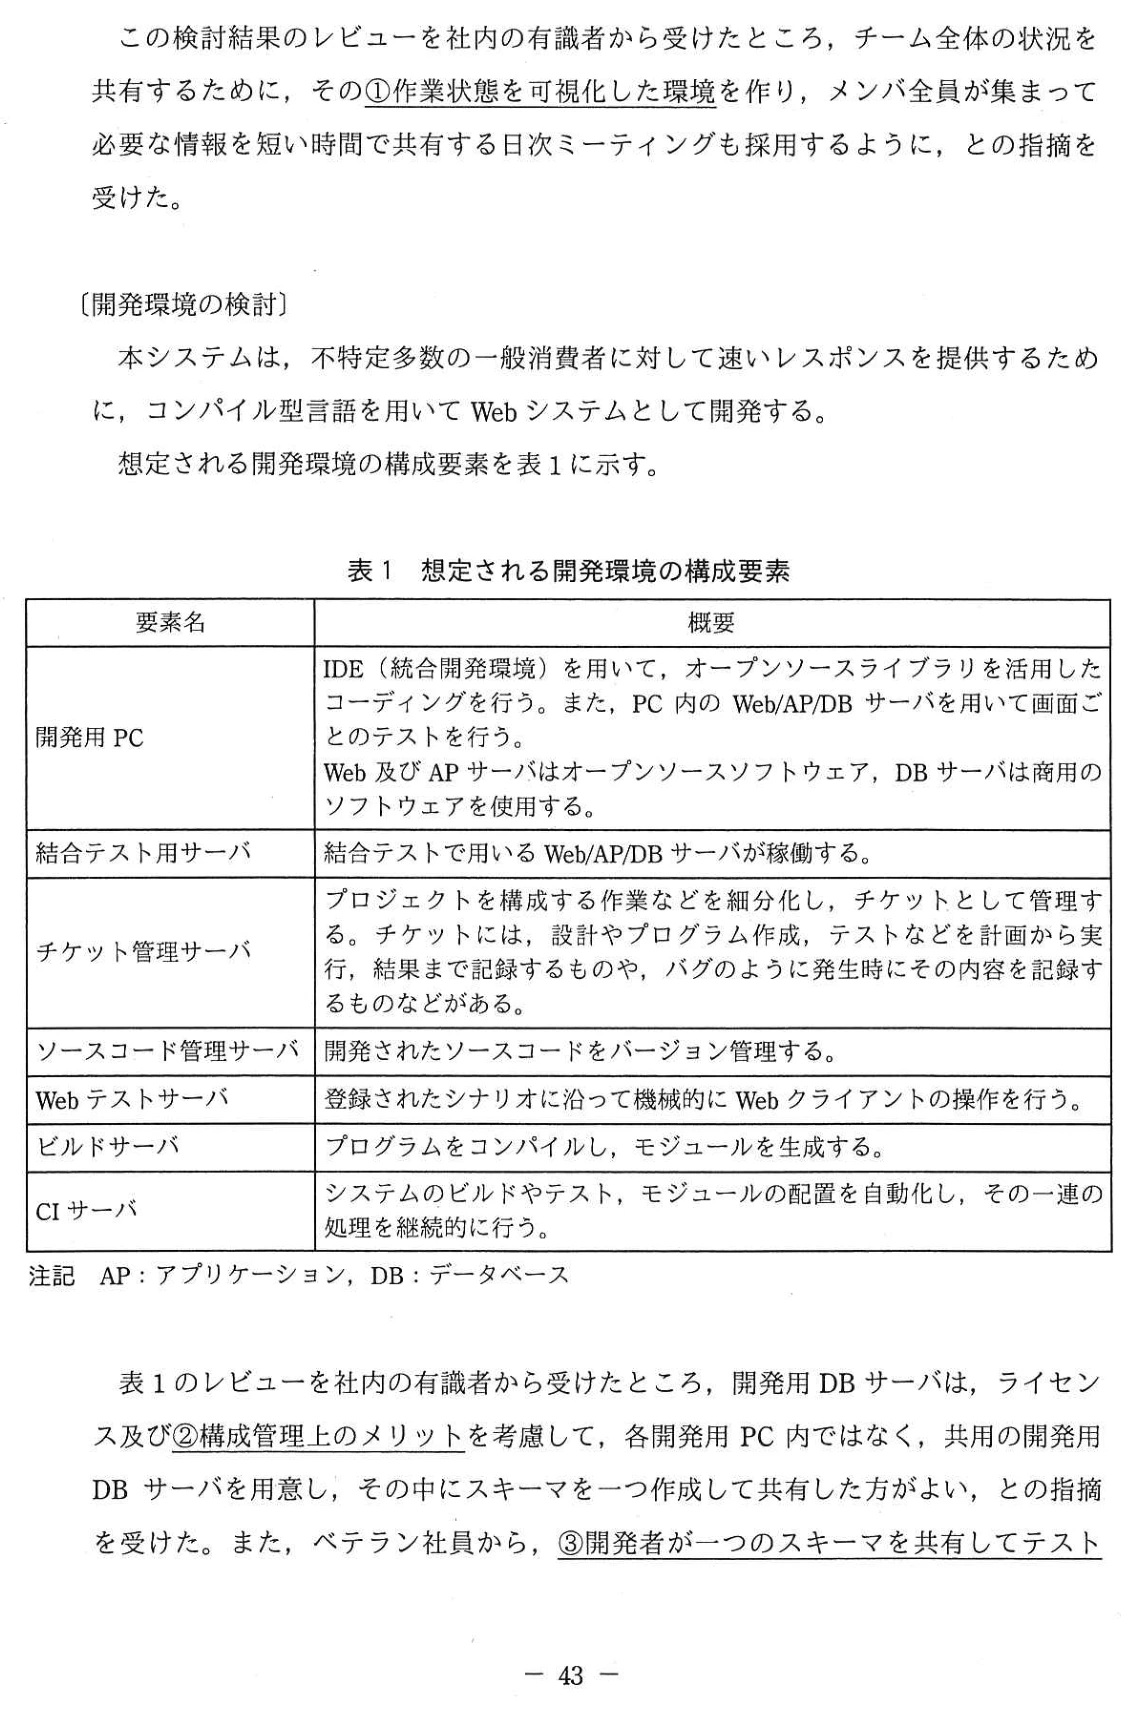 この検討結果のレビューを社内の有識者から受けたところ，チーム全体の状況を
共有するために，その①作業状態を可視化した環境を作り，メンバ全員が集まって
必要な情報を短い時間で共有する日次ミーティングも採用するように，との指摘を
受けた。
〔開発環境の検討〕
本システムは，不特定多数の一般消費者に対して速いレスポンスを提供するため
に，コンパイル型言語を用いて Web システムとして開発する。
想定される開発環境の構成要素を表1に示す。
表1　想定される開発環境の構成要素
要素名　概要
開発用 PC
IDE（統合開発環境）を用いて，オープンソースライブラリを活用した
コーディングを行う。また，PC 内の Web/AP/DB サーバを用いて画面ご
とのテストを行う。
Web 及び AP サーバはオープンソースソフトウェア，DB サーバは商用の
ソフトウェアを使用する。
結合テスト用サーバ　結合テストで用いる Web/AP/DB サーバが稼働する。
チケット管理サーバ
プロジェクトを構成する作業などを細分化し，チケットとして管理す
る。チケットには，設計やプログラム作成，テストなどを計画から実
行，結果まで記録するものや，バグのように発生時にその内容を記録す
るものなどがある。
ソースコード管理サーバ　開発されたソースコードをバージョン管理する。
Web テストサーバ　登録されたシナリオに沿って機械的に Web クライアントの操作を行う。
ビルドサーバ　プログラムをコンパイルし，モジュールを生成する。
CI サーバ
システムのビルドやテスト，モジュールの配置を自動化し，その一連の
処理を継続的に行う。
注記　AP：アプリケーション，DB：データベース
表1のレビューを社内の有識者から受けたところ，開発用 DB サーバは，ライセン
ス及び②構成管理上のメリットを考慮して，各開発用 PC 内ではなく，共用の開発用
DB サーバを用意し，その中にスキーマを一つ作成して共有した方がよい，との指摘
を受けた。また，ベテラン社員から，③開発者が一つのスキーマを共有してテスト
－ 43 －